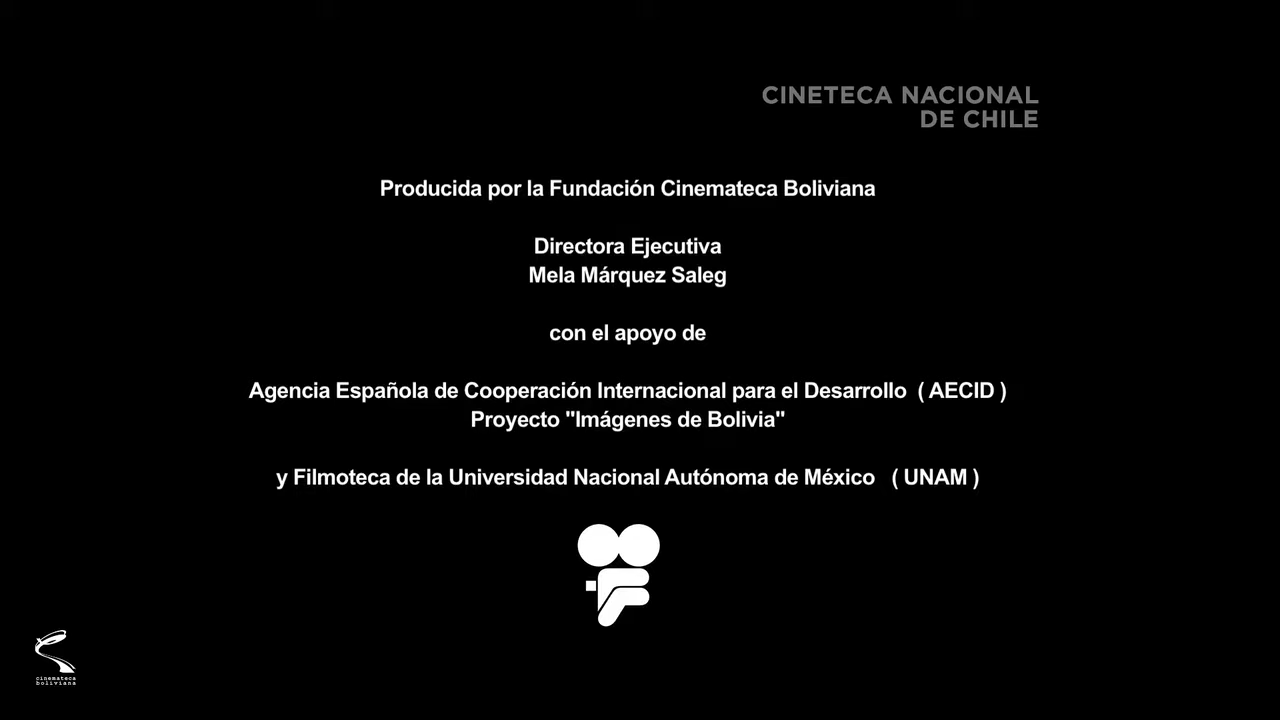 CINETECA NACIONAL
DE CHILE
Producida por la Fundación Cinemateca Boliviana
Directora Ejecutiva
Mela Márquez Saleg
con el apoyo de
Agencia Española de Cooperación Internacional para el Desarrollo ( AECID )
Proyecto "Imágenes de Bolivia"
y Filmoteca de la Universidad Nacional Autónoma de México ( UNAM )
cinemateca
boliviana